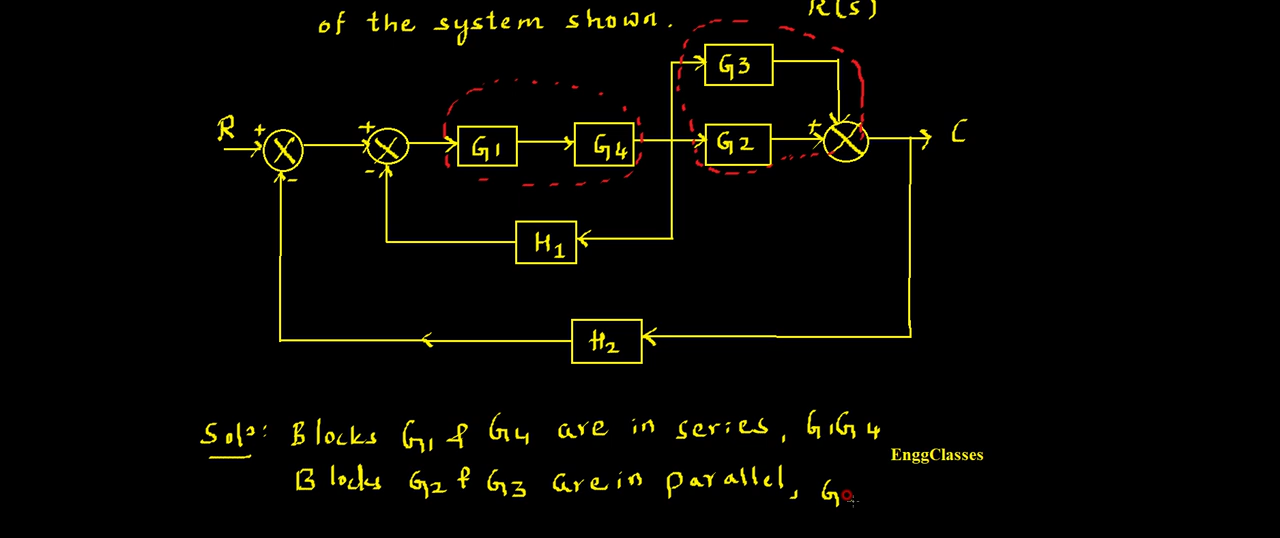 R(s)
of the system shown.
G3
R + - + - G1 G4 G2 + C
H1
H2
Soln: Blocks G1 & G4 are in series, G1G4
EnggClasses
Blocks G2 & G3 are in parallel, G